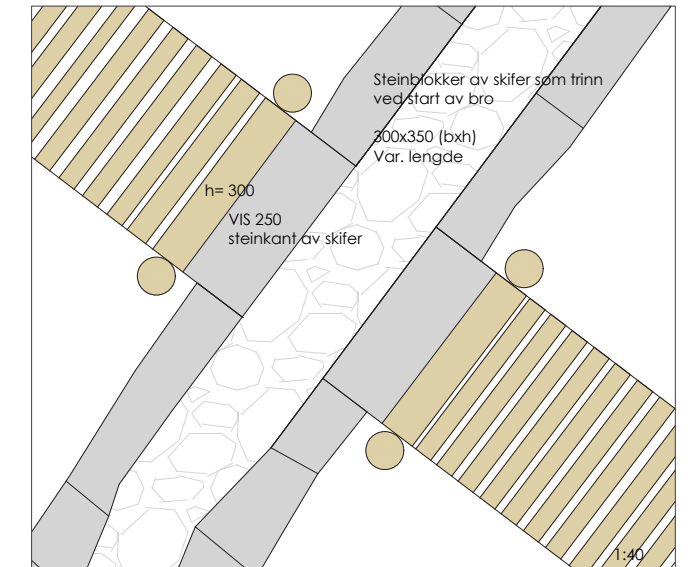 Steinblokker av skifer som trinn
ved start av bro
300x350 (bxh)
Var. lengde
h= 300
VIS 250
steinkant av skifer
1:40